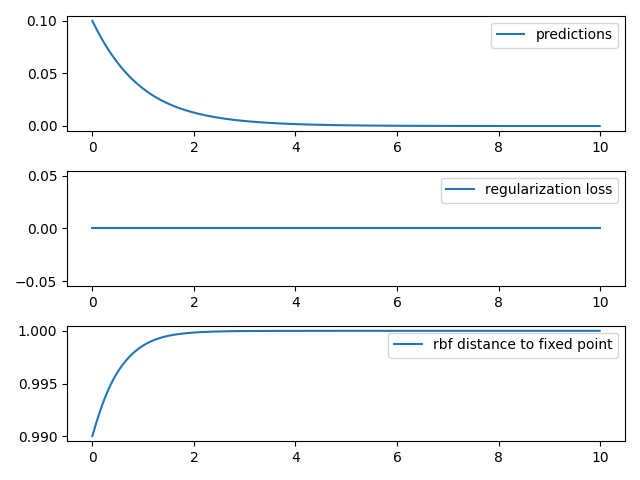 0.10
predictions
0.05
0.00
0 2 4 6 8 10
0.05
regularization loss
0.00
−0.05
0 2 4 6 8 10
1.000
rbf distance to fixed point
0.995
0.990
0 2 4 6 8 10